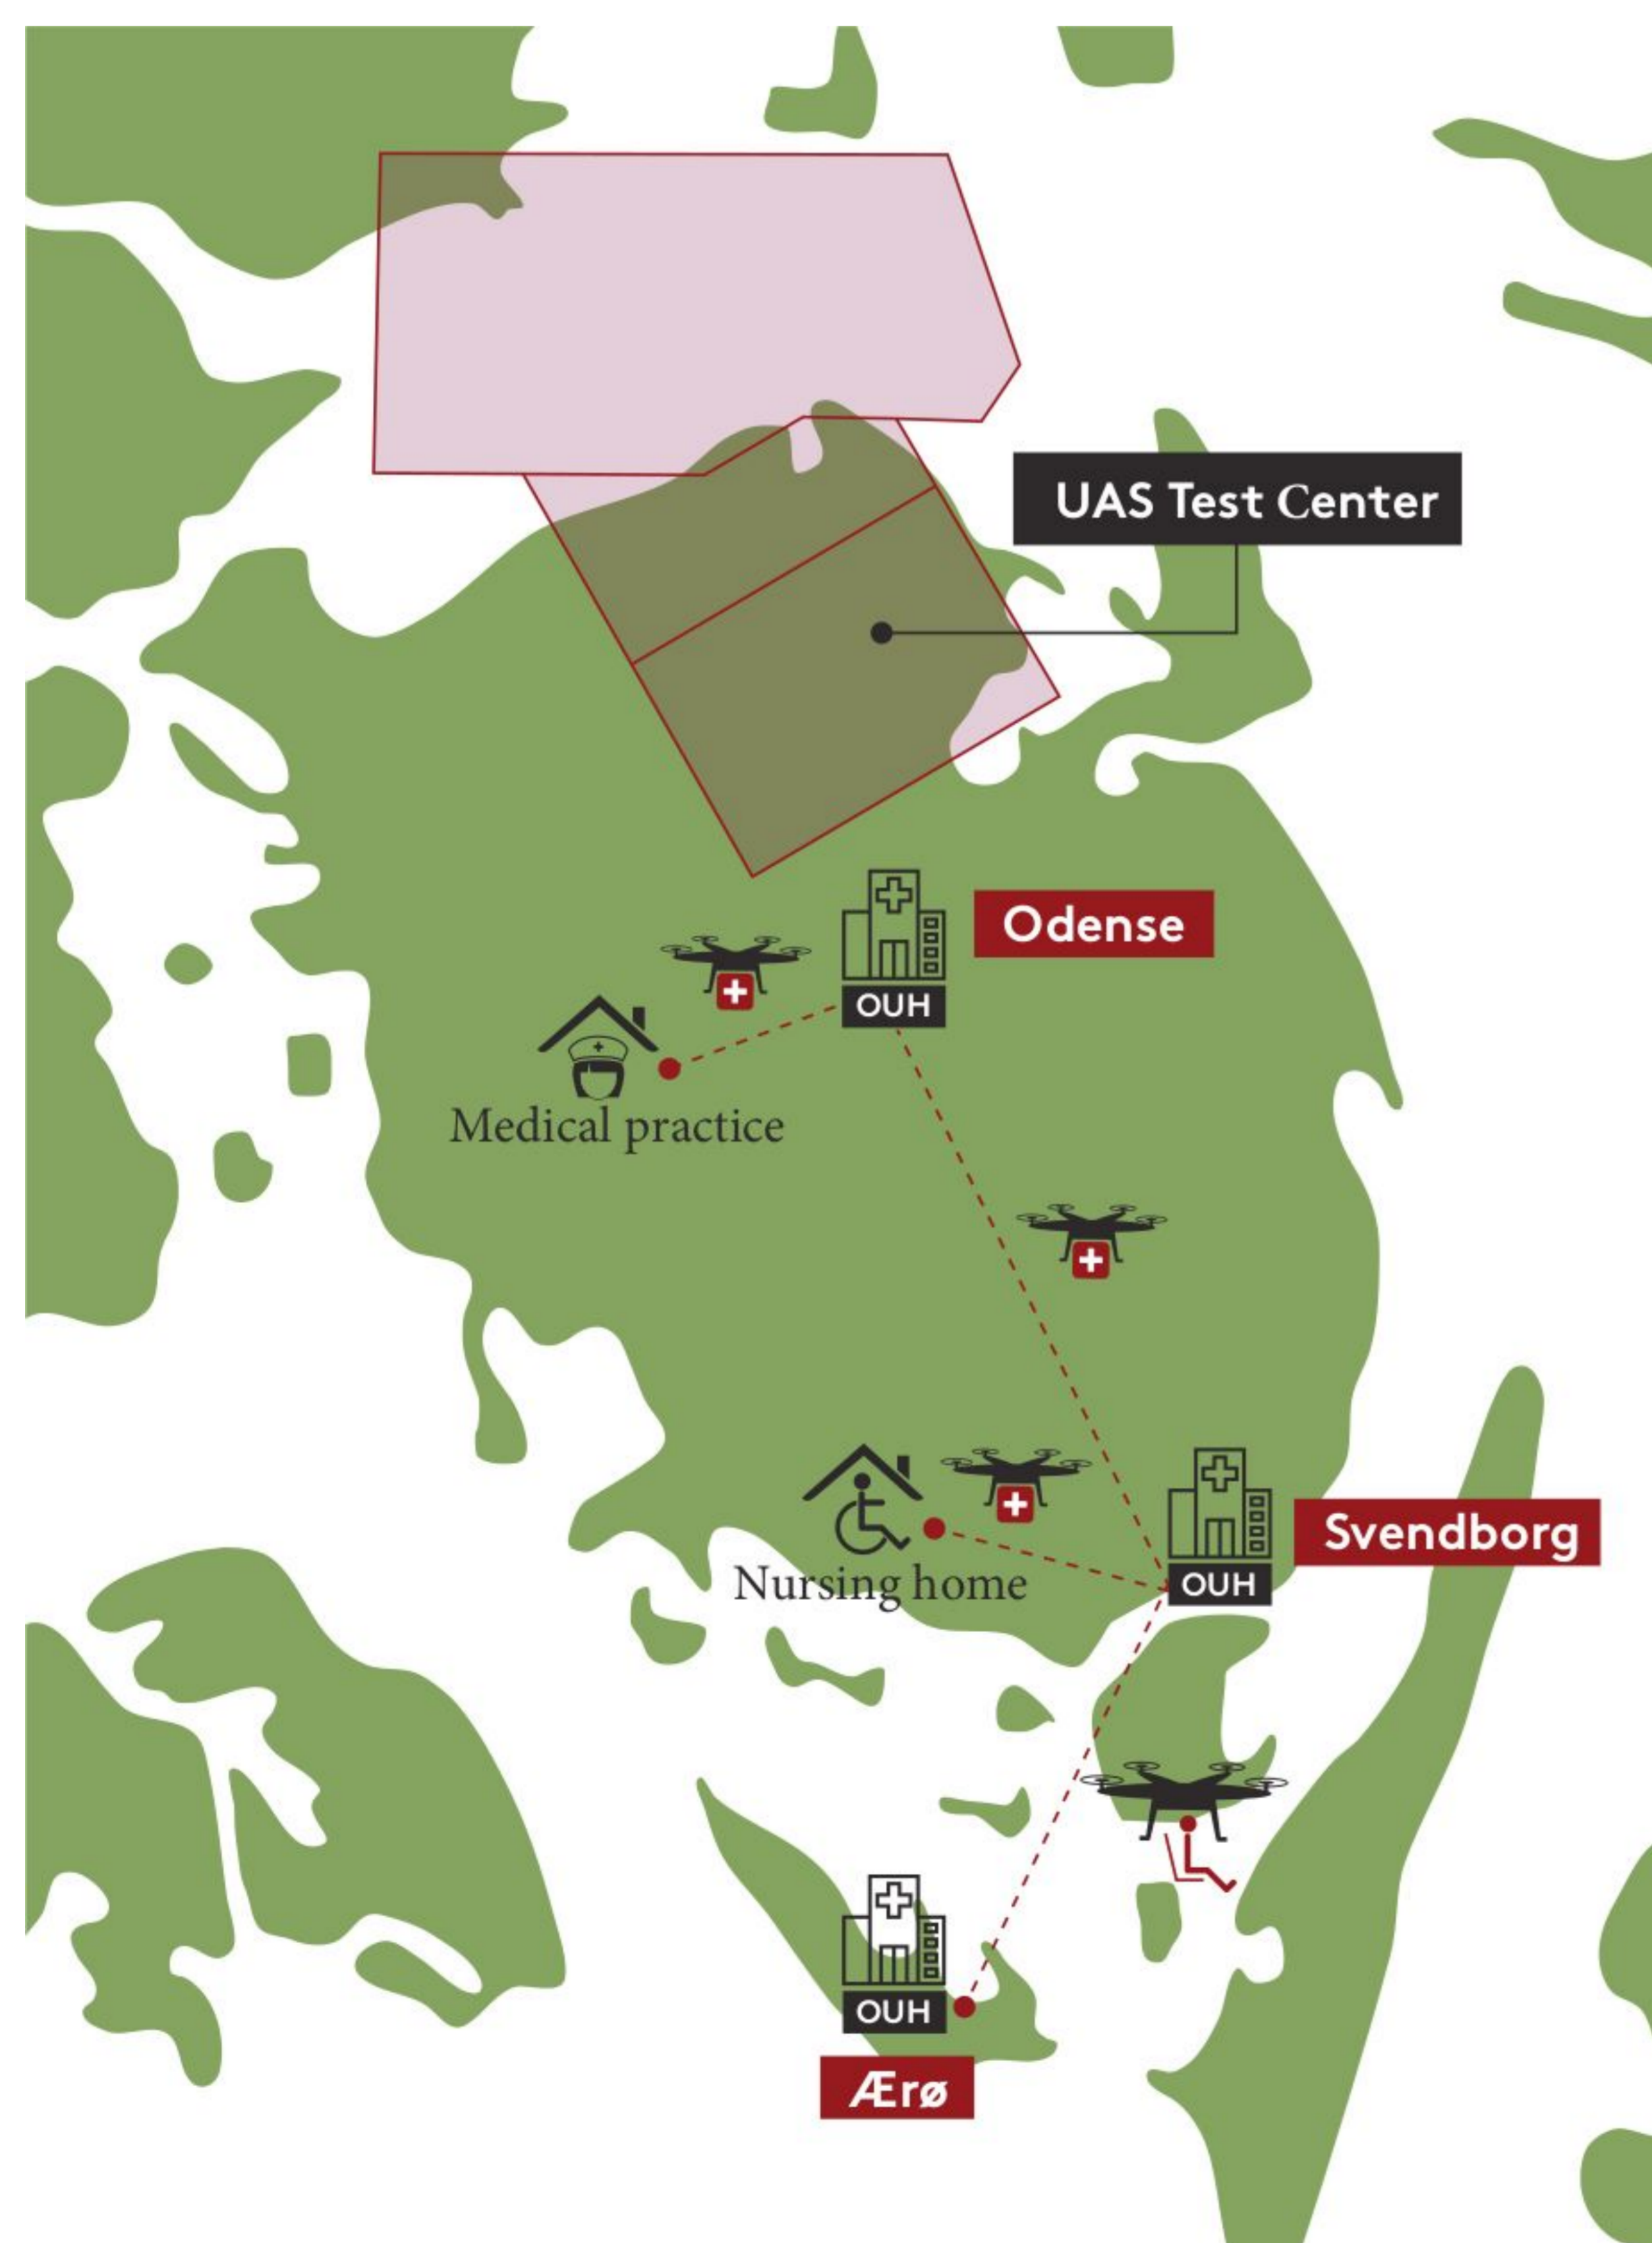 UAS Test Center
Odense
OUH
Medical practice
Svendborg
Nursing home
OUH
OUH
Ærø